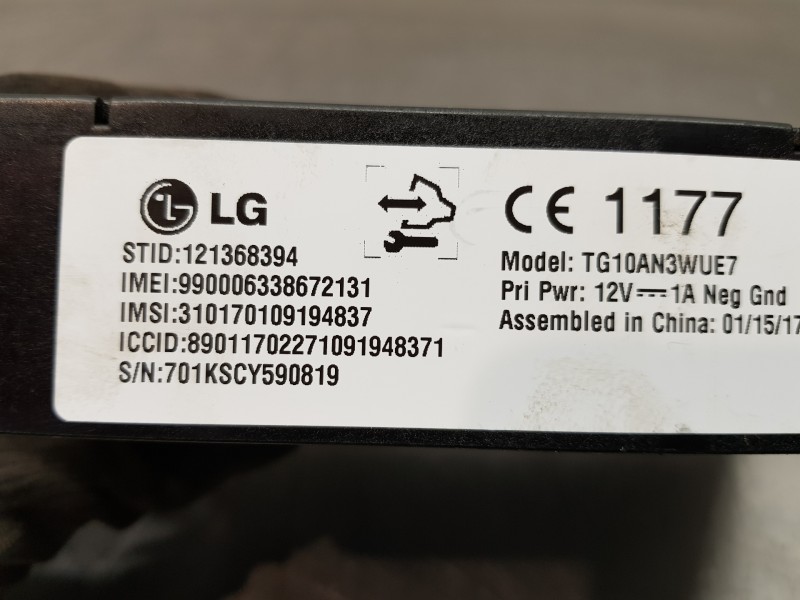 LG
STID:121368394
IMEI:990006338672131
IMSI:310170109194837
ICCID:89011702271091948371
S/N:701KSCY590819
CE 1177
Model: TG10AN3WUE7
Pri Pwr: 12V⎓1A Neg Gnd
Assembled in China: 01/15/17